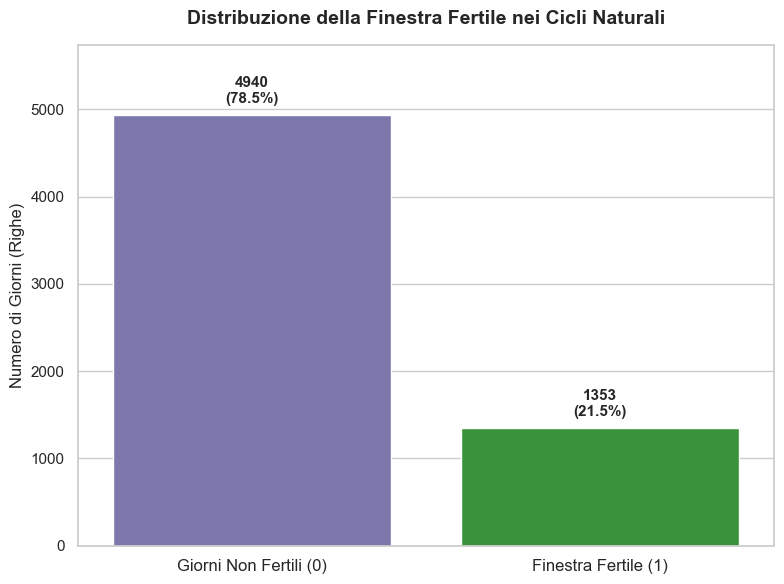 Distribuzione della Finestra Fertile nei Cicli Naturali
Numero di Giorni (Righe)
5000
4000
3000
2000
1000
0
4940
(78.5%)
1353
(21.5%)
Giorni Non Fertili (0)
Finestra Fertile (1)